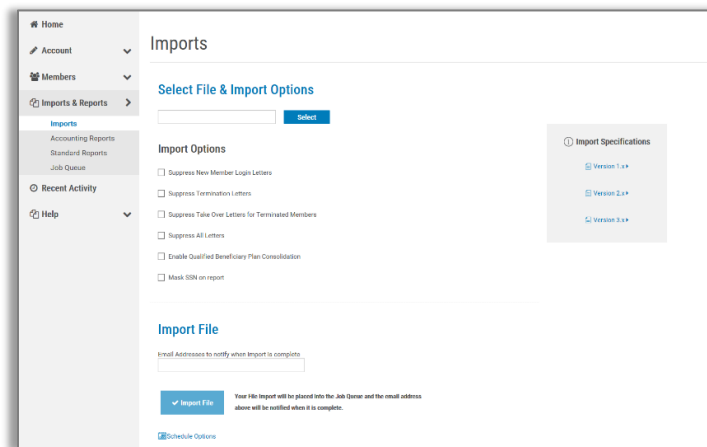 Home
Account
Members
Imports & Reports
Imports
Accounting Reports
Standard Reports
Job Queue
Recent Activity
Help
Imports
Select File & Import Options
Select
Import Options
Suppress New Member Login Letters
Suppress Termination Letters
Suppress Take Over Letters for Terminated Members
Suppress All Letters
Enable Qualified Beneficiary Plan Consolidation
Mask SSN on report
Import Specifications
Version 1.x
Version 2.x
Version 3.x
Import File
Email Addresses to notify when Import is complete
Import File
Your File Import will be placed into the Job Queue and the email address
above will be notified when it is complete.
Schedule Options